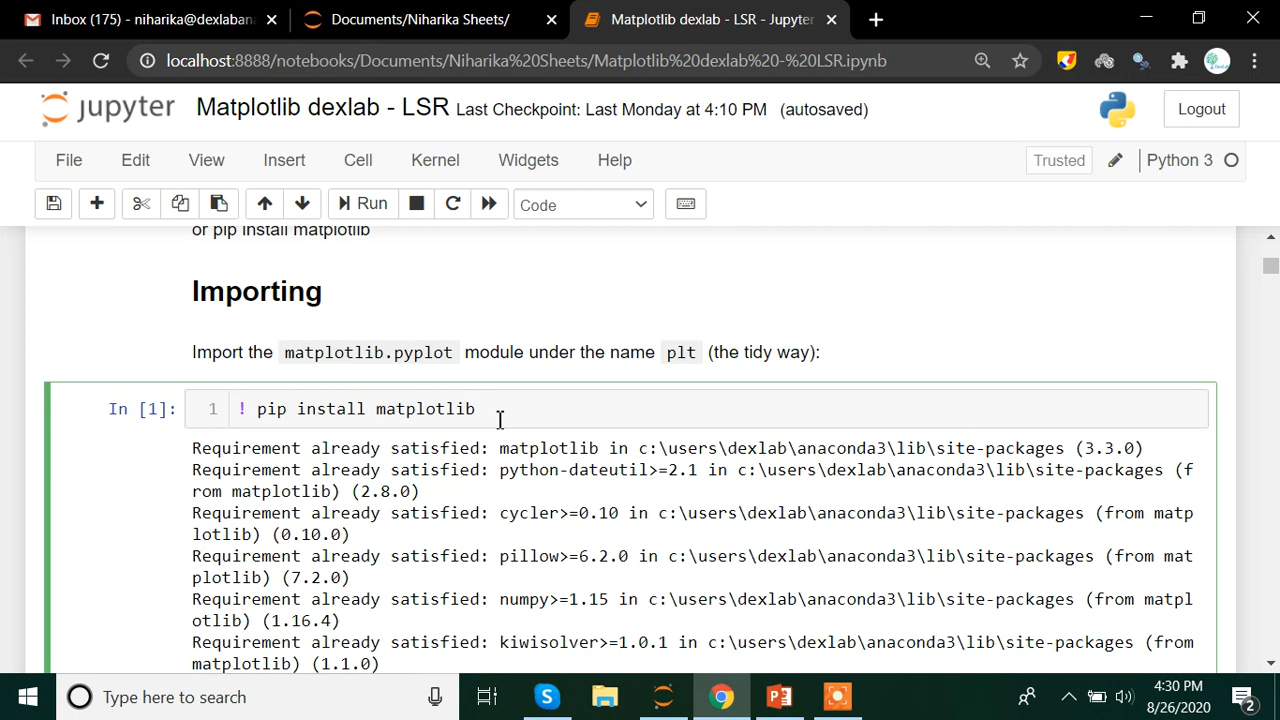 Inbox (175) - niharika@dexlabana
Documents/Niharika Sheets/
Matplotlib dexlab - LSR - Jupyter
localhost:8888/notebooks/Documents/Niharika%20Sheets/Matplotlib%20dexlab%20-%20LSR.ipynb
jupyter Matplotlib dexlab - LSR Last Checkpoint: Last Monday at 4:10 PM (autosaved)
Logout
File Edit View Insert Cell Kernel Widgets Help
Trusted Python 3
Run Code
or pip install matplotlib
Importing
Import the matplotlib.pyplot module under the name plt (the tidy way):
In [1]: 1 ! pip install matplotlib
Requirement already satisfied: matplotlib in c:\users\dexlab\anaconda3\lib\site-packages (3.3.0)
Requirement already satisfied: python-dateutil>=2.1 in c:\users\dexlab\anaconda3\lib\site-packages (f
rom matplotlib) (2.8.0)
Requirement already satisfied: cycler>=0.10 in c:\users\dexlab\anaconda3\lib\site-packages (from matp
lotlib) (0.10.0)
Requirement already satisfied: pillow>=6.2.0 in c:\users\dexlab\anaconda3\lib\site-packages (from mat
plotlib) (7.2.0)
Requirement already satisfied: numpy>=1.15 in c:\users\dexlab\anaconda3\lib\site-packages (from matpl
otlib) (1.16.4)
Requirement already satisfied: kiwisolver>=1.0.1 in c:\users\dexlab\anaconda3\lib\site-packages (from
matplotlib) (1.1.0)
Type here to search
4:30 PM
8/26/2020
2